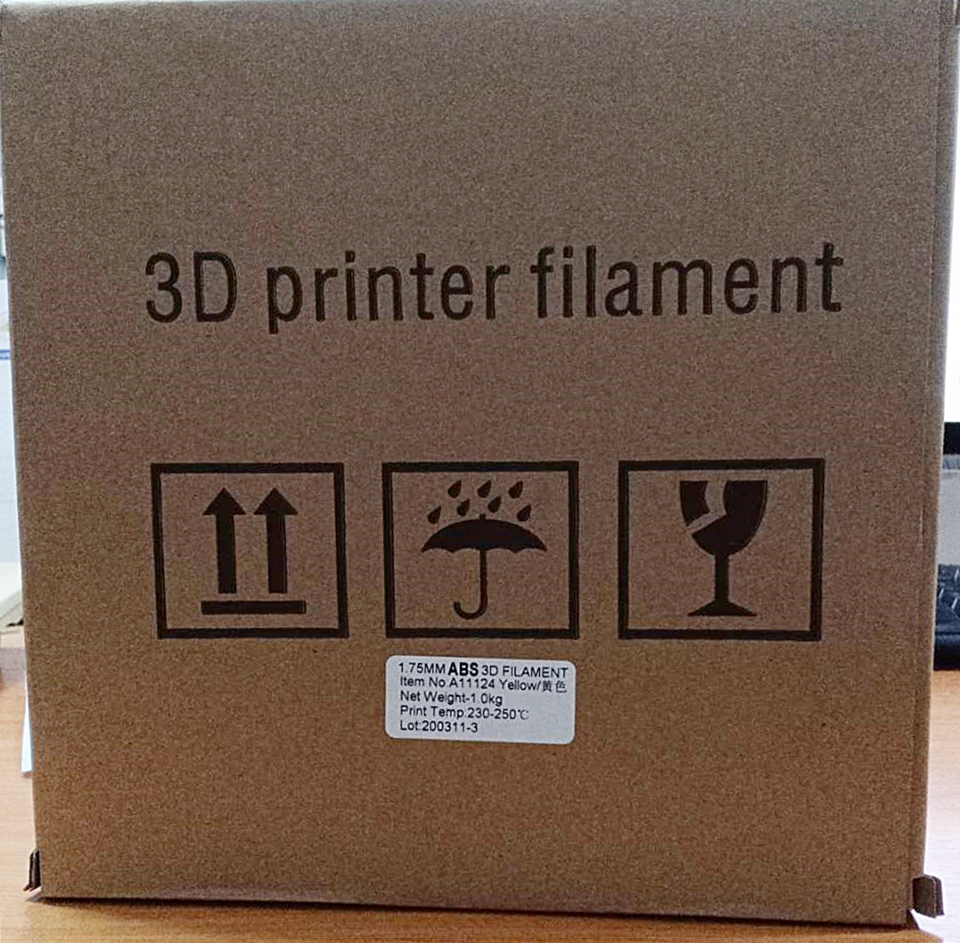 3D printer filament
1.75MM ABS 3D FILAMENT
Item No.A11124 Yellow/黄色
Net Weight-1.0kg
Print Temp:230-250℃
Lot:200311-3